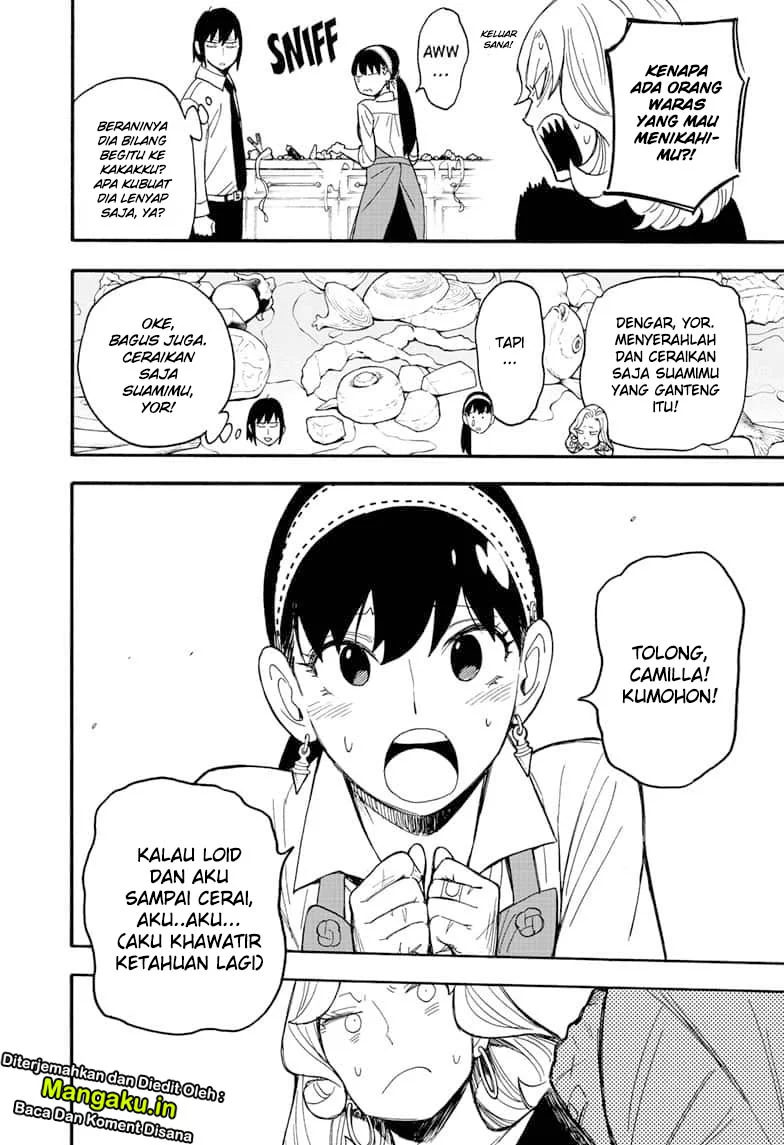 KENAPA
ADA ORANG
WARAS
YANG MAU
MENIKAHI-
MU?!
KELUAR
SANA!
AWW
...
SNIFF
BERANINYA
DIA BILANG
BEGITU KE
KAKAKKU?
APA KUBUAT
DIA LENYAP
SAJA, YA?
DENGAR, YOR.
MENYERAHLAH
DAN CERAIKAN
SAJA SUAMIMU
YANG GANTENG
ITU!
TAPI
...
OKE,
BAGUS JUGA.
CERAIKAN
SAJA
SUAMIMU,
YOR!
TOLONG,
CAMILLA!
KUMOHON!
KALAU LOID
DAN AKU
SAMPAI CERAI,
AKU..AKU...
(AKU KHAWATIR
KETAHUAN LAGI)
Diterjemahkan dan Diedit Oleh :
Mangaku.in
Baca Dan Koment Disana